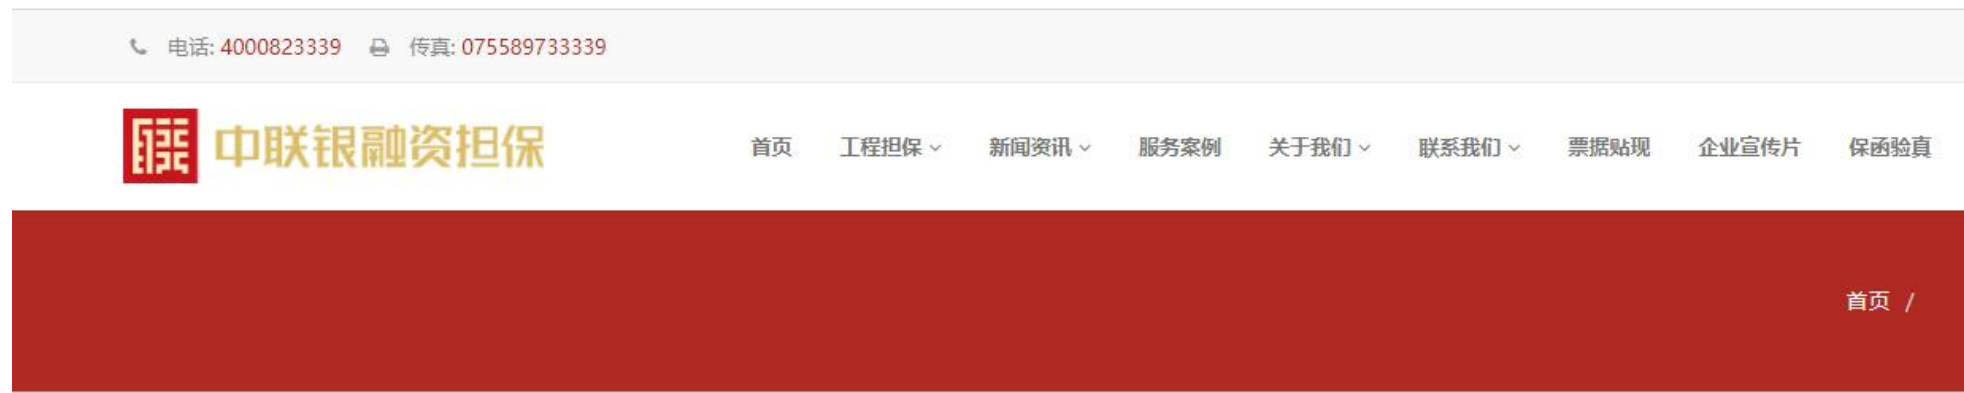 电话: 4000823339 传真: 075589733339
中联银融资担保
首页 工程担保 新闻资讯 服务案例 关于我们 联系我们 票据贴现 企业宣传片 保函验真
首页 /